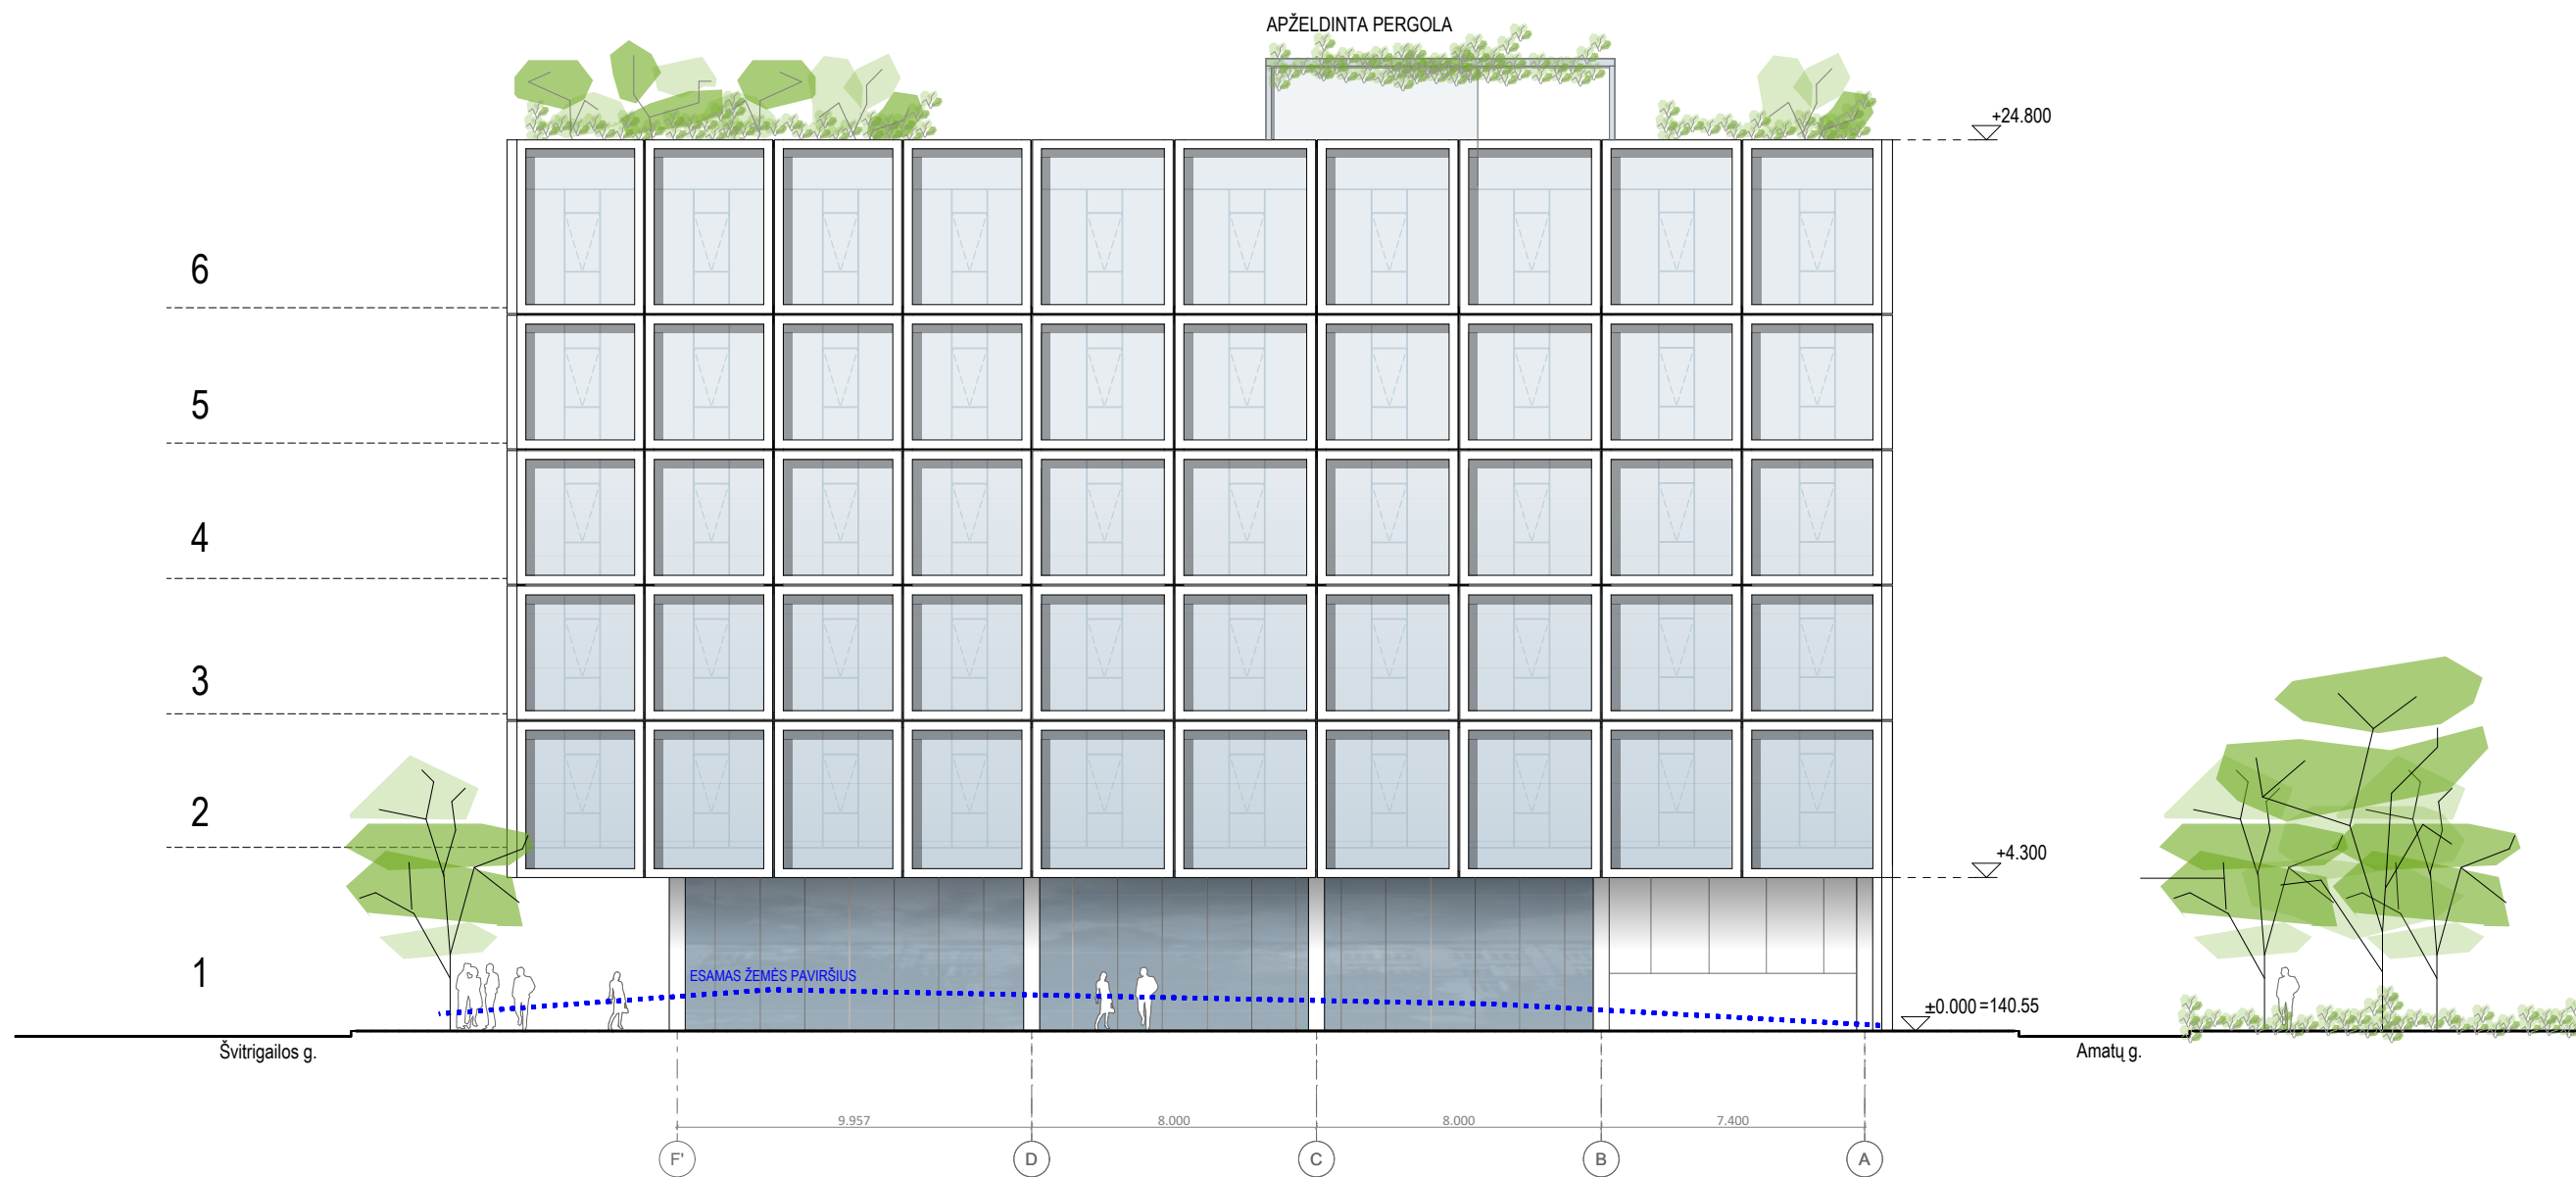 APŽELDINTA PERGOLA
+24.800
6
5
4
3
2
+4.300
1
ESAMAS ŽEMĖS PAVIRŠIUS
±0.000=140.55
Švitrigailos g.
Amatų g.
9.957
8.000
8.000
7.400
F'
D
C
B
A